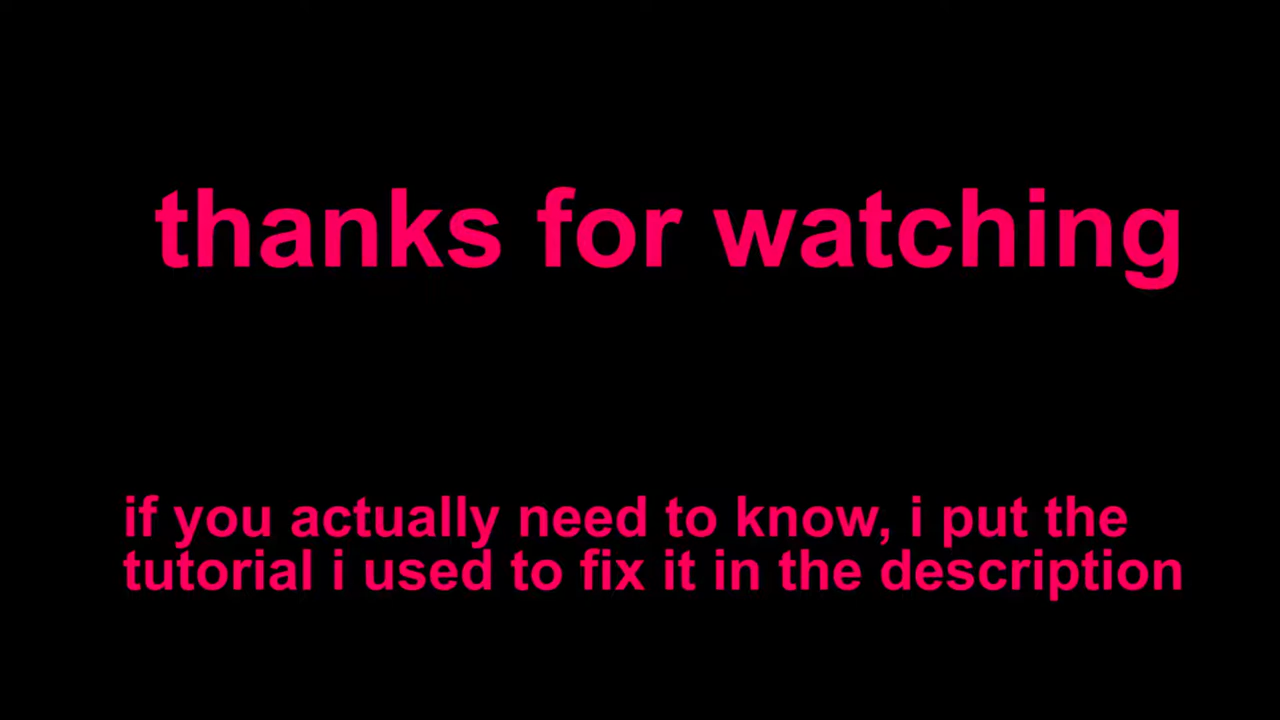 thanks for watching
if you actually need to know, i put the
tutorial i used to fix it in the description